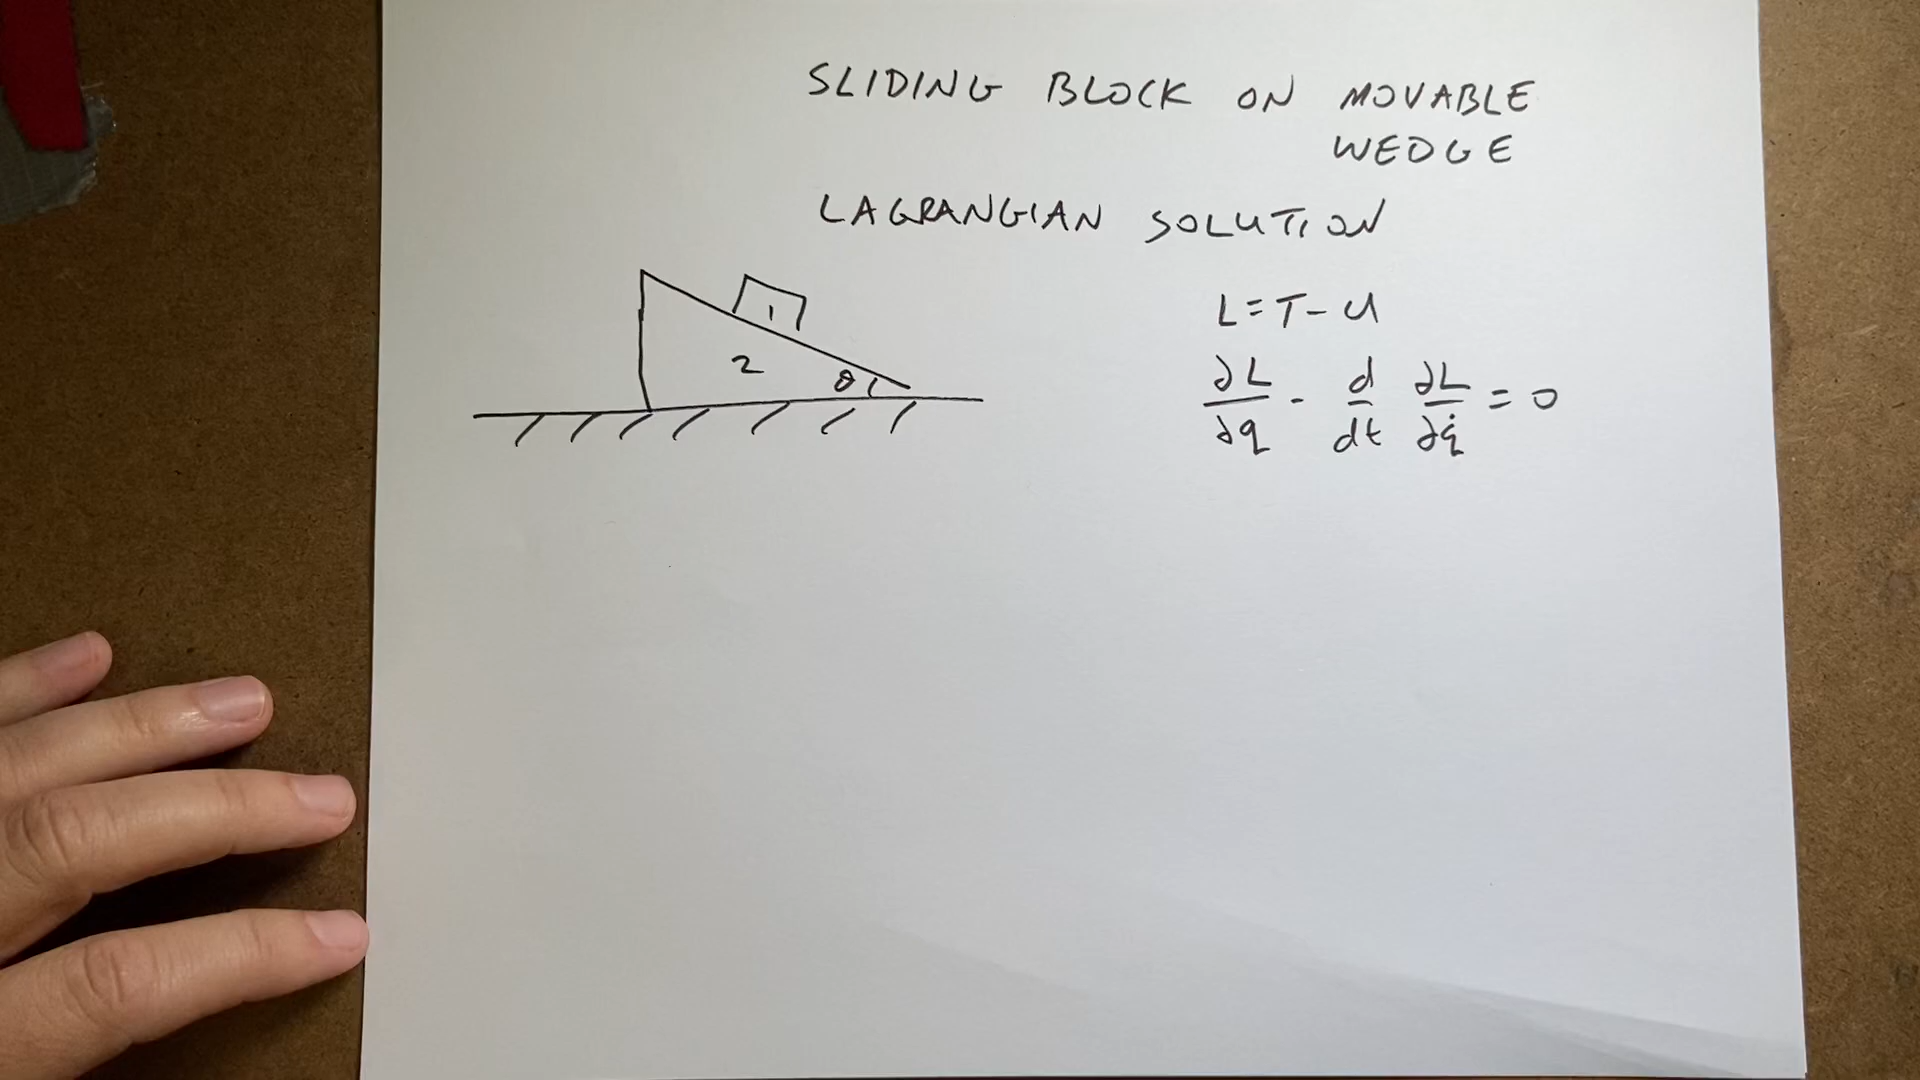 SLIDING BLOCK ON MOVABLE
WEDGE
LAGRANGIAN SOLUTION
1
2
θ
L = T - U
∂L/∂q - d/dt ∂L/∂q̇ = 0